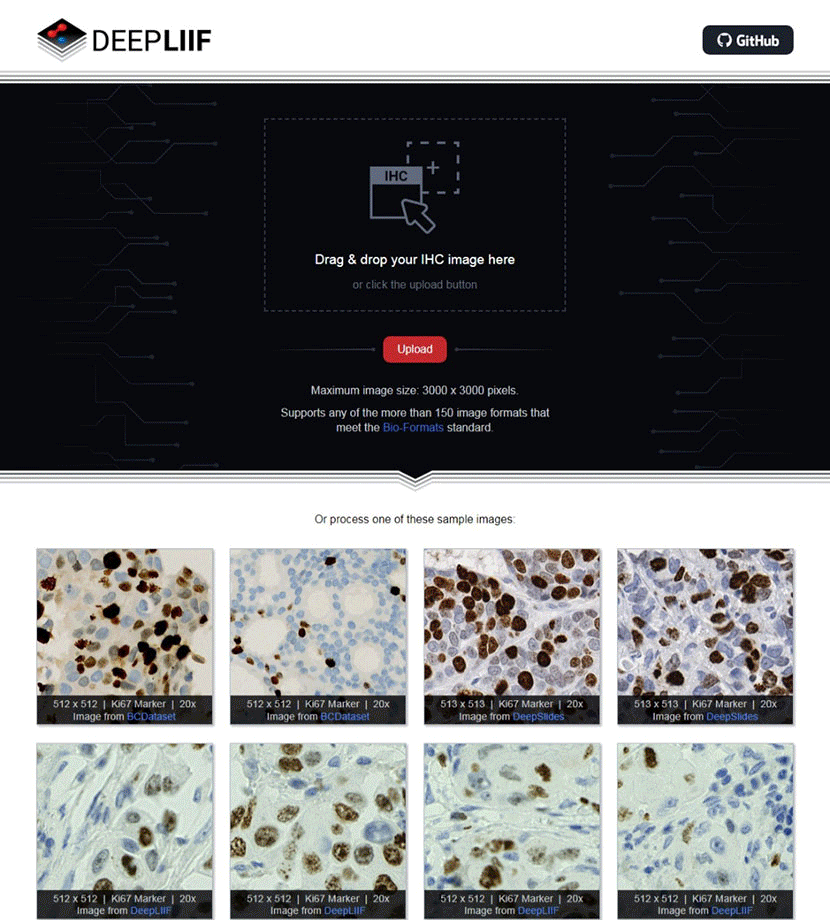 DEEPLIIF
GitHub
IHC
Drag & drop your IHC image here
or click the upload button
Upload
Maximum image size: 3000 x 3000 pixels.
Supports any of the more than 150 image formats that
meet the Bio-Formats standard.
Or process one of these sample images:
512 x 512 | Ki67 Marker | 20x
Image from BCDataset
512 x 512 | Ki67 Marker | 20x
Image from BCDataset
513 x 513 | Ki67 Marker | 20x
Image from DeepSlides
513 x 513 | Ki67 Marker | 20x
Image from DeepSlides
512 x 512 | Ki67 Marker | 20x
Image from DeepLIIF
512 x 512 | Ki67 Marker | 20x
Image from DeepLIIF
512 x 512 | Ki67 Marker | 20x
Image from DeepLIIF
512 x 512 | Ki67 Marker | 20x
Image from DeepLIIF